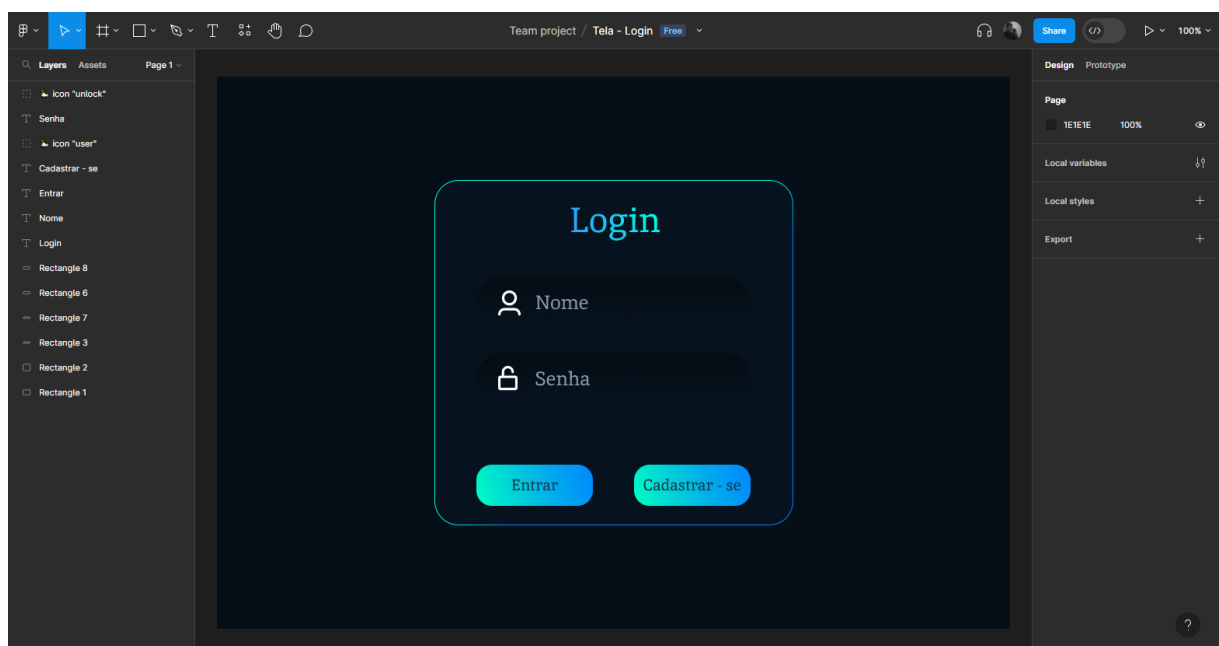 Team project / Tela - Login Free
Share
100%
Layers Assets Page 1
icon "unlock"
Senha
icon "user"
Cadastrar - se
Entrar
Nome
Login
Rectangle 8
Rectangle 6
Rectangle 7
Rectangle 3
Rectangle 2
Rectangle 1
Login
Nome
Senha
Entrar Cadastrar - se
Design Prototype
Page
1E1E1E 100%
Local variables
Local styles
Export
?